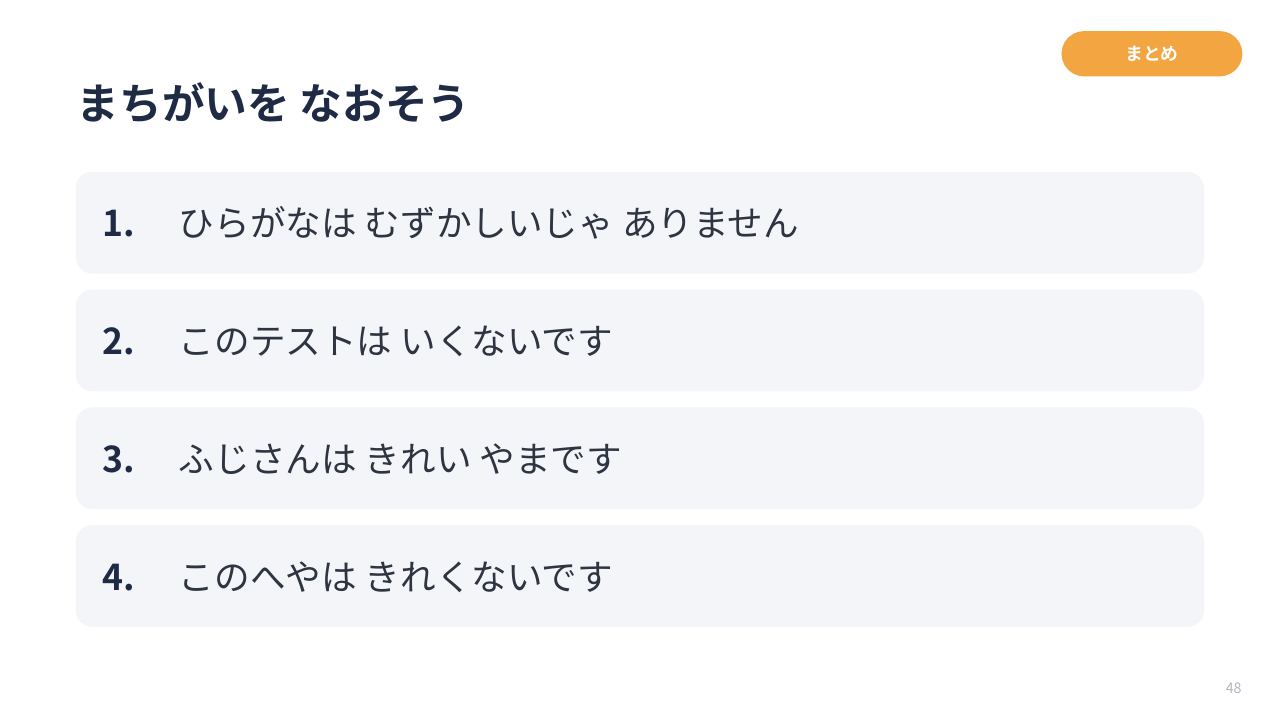 まとめ
まちがいを なおそう
1. ひらがなは むずかしいじゃ ありません
2. このテストは いくないです
3. ふじさんは きれい やまです
4. このへやは きれくないです
48